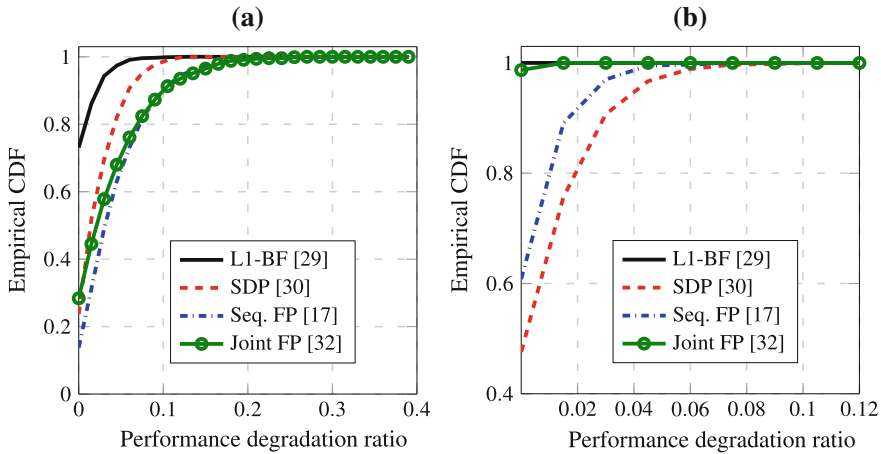 (a)
1
0.8
0.6
0.4
0.2
0
0
0.1
0.2
0.3
0.4
Empirical CDF
Performance degradation ratio
L1-BF [29]
SDP [30]
Seq. FP [17]
Joint FP [32]
(b)
1
0.8
0.6
0.4
0.02
0.04
0.06
0.08
0.1
0.12
Empirical CDF
Performance degradation ratio
L1-BF [29]
SDP [30]
Seq. FP [17]
Joint FP [32]